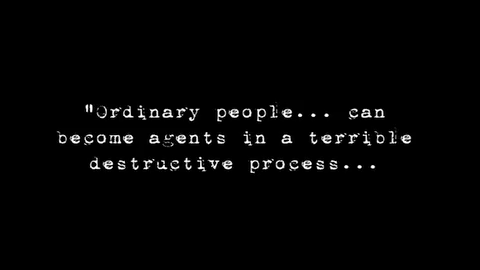 "Ordinary people... can
become agents in a terrible
destructive process...